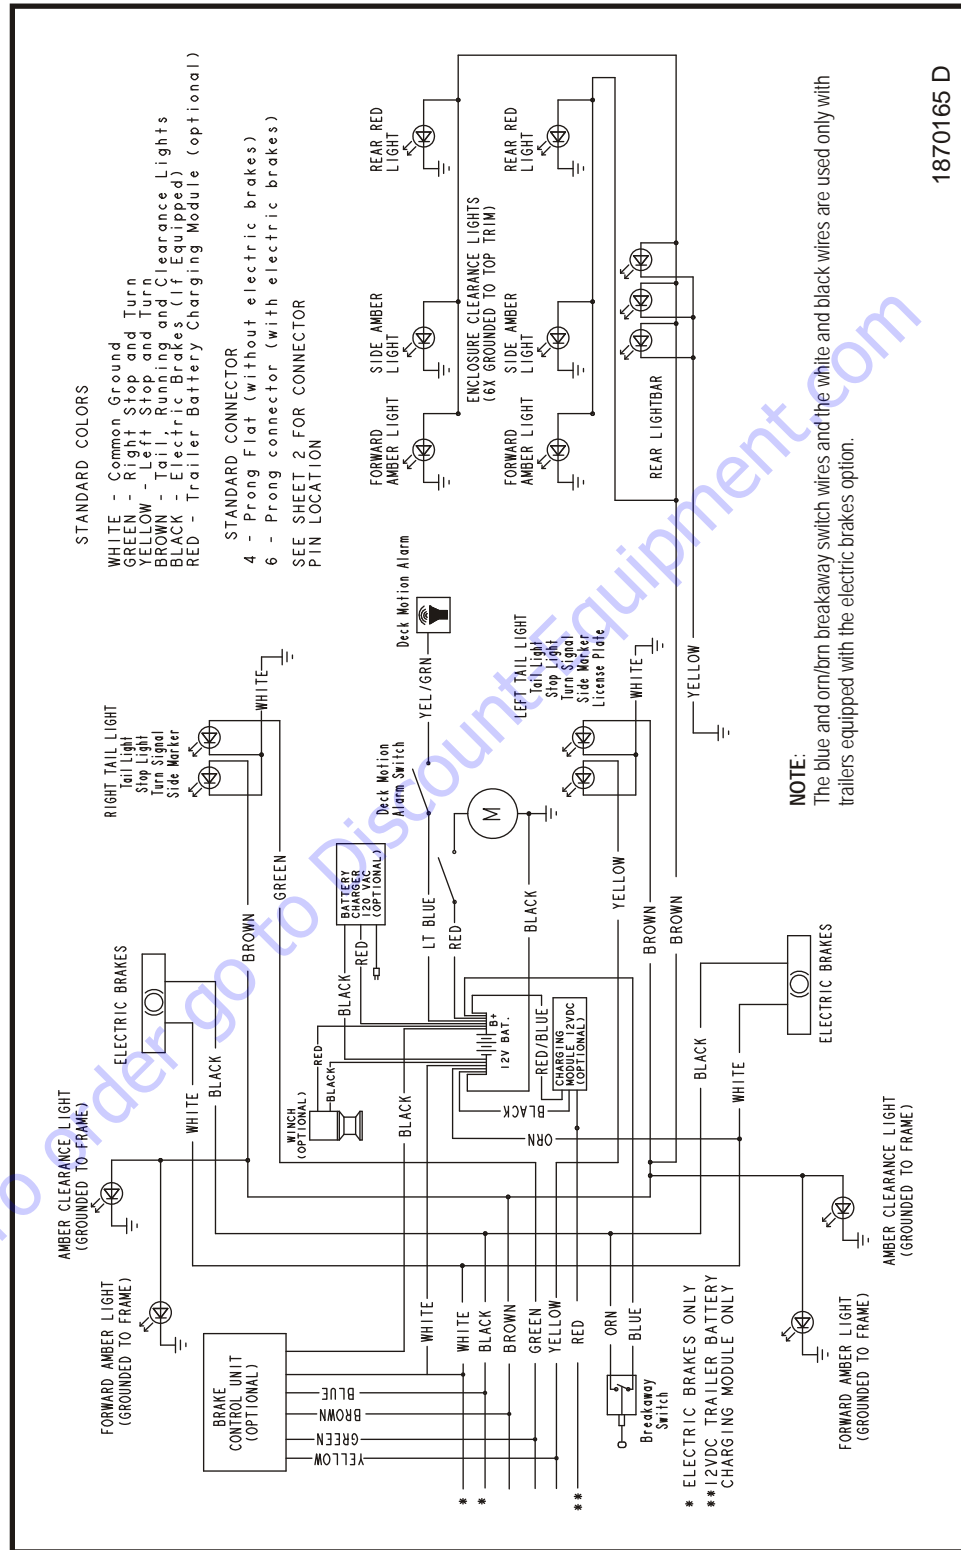 STANDARD COLORS
WHITE - Common Ground
GREEN - Right Stop and Turn
YELLOW - Left Stop and Turn
BROWN - Tail, Running and Clearance Lights
BLACK - Electric Brakes (If Equipped)
RED - Trailer Battery Charging Module (optional)
STANDARD CONNECTOR
4 - Prong Flat (without electric brakes)
6 - Prong connector (with electric brakes)
SEE SHEET 2 FOR CONNECTOR
PIN LOCATION
FORWARD AMBER LIGHT
(GROUNDED TO FRAME)
AMBER CLEARANCE LIGHT
(GROUNDED TO FRAME)
ELECTRIC BRAKES
WHITE
BLACK
BROWN
GREEN
RIGHT TAIL LIGHT
Tail Light
Stop Light
Turn Signal
Side Marker
WHITE
FORWARD
AMBER LIGHT
SIDE AMBER
LIGHT
REAR RED
LIGHT
ENCLOSURE CLEARANCE LIGHTS
(6X GROUNDED TO TOP TRIM)
FORWARD
AMBER LIGHT
SIDE AMBER
LIGHT
REAR RED
LIGHT
REAR LIGHTBAR
BRAKE
CONTROL UNIT
(OPTIONAL)
BLUE
BROWN
GREEN
YELLOW
BLACK
WINCH
(OPTIONAL)
RED
BLACK
BLACK
RED
BATTERY
CHARGER
120 VAC
(OPTIONAL)
Deck Motion
Alarm Switch
LT BLUE
YEL/GRN
Deck Motion Alarm
RED
M
BLACK
B+
12V BAT.
RED/BLUE
CHARGING
MODULE 12VDC
(OPTIONAL)
BLACK
ORN
WHITE
* WHITE
* BLACK
BROWN
GREEN
YELLOW
** RED
ORN
BLUE
Breakaway
Switch
LEFT TAIL LIGHT
Tail Light
Stop Light
Turn Signal
Side Marker
License Plate
WHITE
YELLOW
BROWN
BROWN
YELLOW
BLACK
WHITE
ELECTRIC BRAKES
* ELECTRIC BRAKES ONLY
**12VDC TRAILER BATTERY
CHARGING MODULE ONLY
FORWARD AMBER LIGHT
(GROUNDED TO FRAME)
AMBER CLEARANCE LIGHT
(GROUNDED TO FRAME)
NOTE:
The blue and orn/brn breakaway switch wires and the white and black wires are used only with
trailers equipped with the electric brakes option.
1870165 D
o order go to Discount-Equipment.com